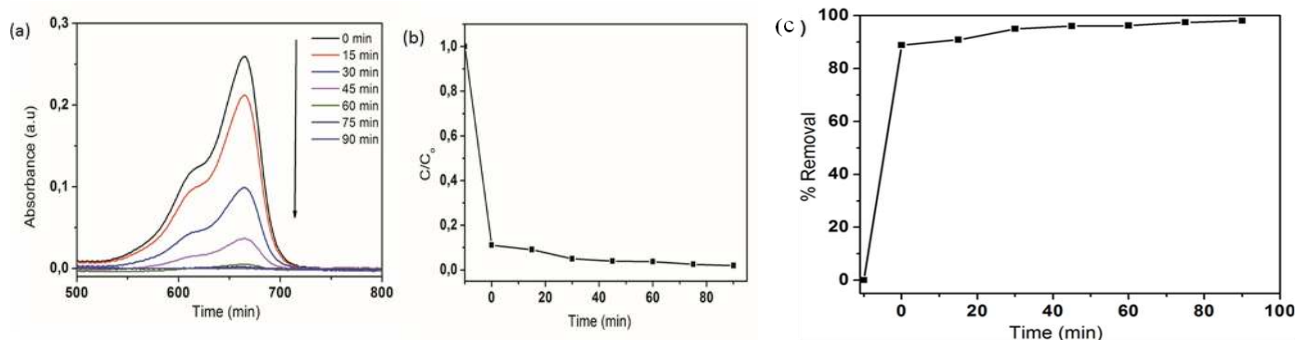 (a)
0,3
0,2
0,1
0,0
500
600
700
800
Absorbance (a.u)
Time (min)
0 min
15 min
30 min
45 min
60 min
75 min
90 min
(b)
1,0
0,8
0,6
0,4
0,2
0,0
0
20
40
60
80
C/Co
Time (min)
(c)
100
80
60
40
20
0
0
20
40
60
80
100
% Removal
Time (min)